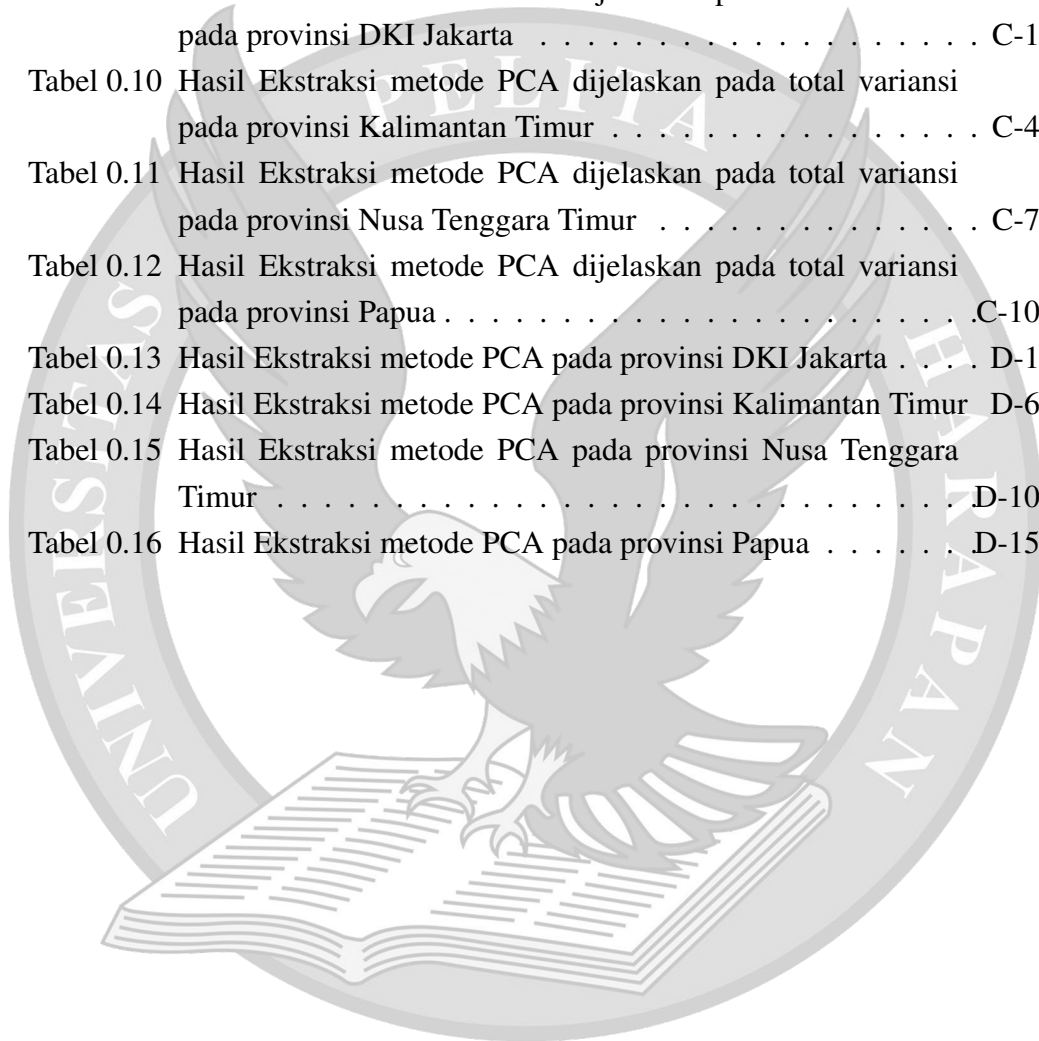 pada provinsi DKI Jakarta . . . . . . . . . . . . . . . . . . . C-1
Tabel 0.10 Hasil Ekstraksi metode PCA dijelaskan pada total variansi
pada provinsi Kalimantan Timur . . . . . . . . . . . . . . . . C-4
Tabel 0.11 Hasil Ekstraksi metode PCA dijelaskan pada total variansi
pada provinsi Nusa Tenggara Timur . . . . . . . . . . . . . . C-7
Tabel 0.12 Hasil Ekstraksi metode PCA dijelaskan pada total variansi
pada provinsi Papua . . . . . . . . . . . . . . . . . . . . . . .C-10
Tabel 0.13 Hasil Ekstraksi metode PCA pada provinsi DKI Jakarta . . . . D-1
Tabel 0.14 Hasil Ekstraksi metode PCA pada provinsi Kalimantan Timur D-6
Tabel 0.15 Hasil Ekstraksi metode PCA pada provinsi Nusa Tenggara
Timur . . . . . . . . . . . . . . . . . . . . . . . . . . . . . .D-10
Tabel 0.16 Hasil Ekstraksi metode PCA pada provinsi Papua . . . . . . .D-15
UNIVERSITAS PELITA HARAPAN